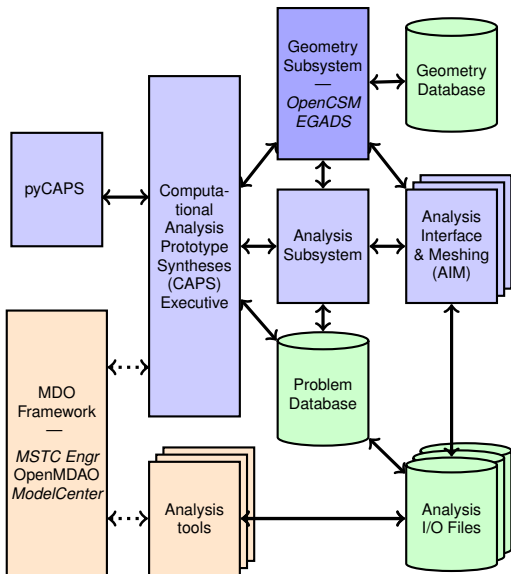 Geometry
Subsystem
—
OpenCSM
EGADS
Geometry
Database
pyCAPS
Computa-
tional
Analysis
Prototype
Syntheses
(CAPS)
Executive
Analysis
Subsystem
Analysis
Interface
& Meshing
(AIM)
MDO
Framework
—
MSTC Engr
OpenMDAO
ModelCenter
Problem
Database
Analysis
tools
Analysis
I/O Files